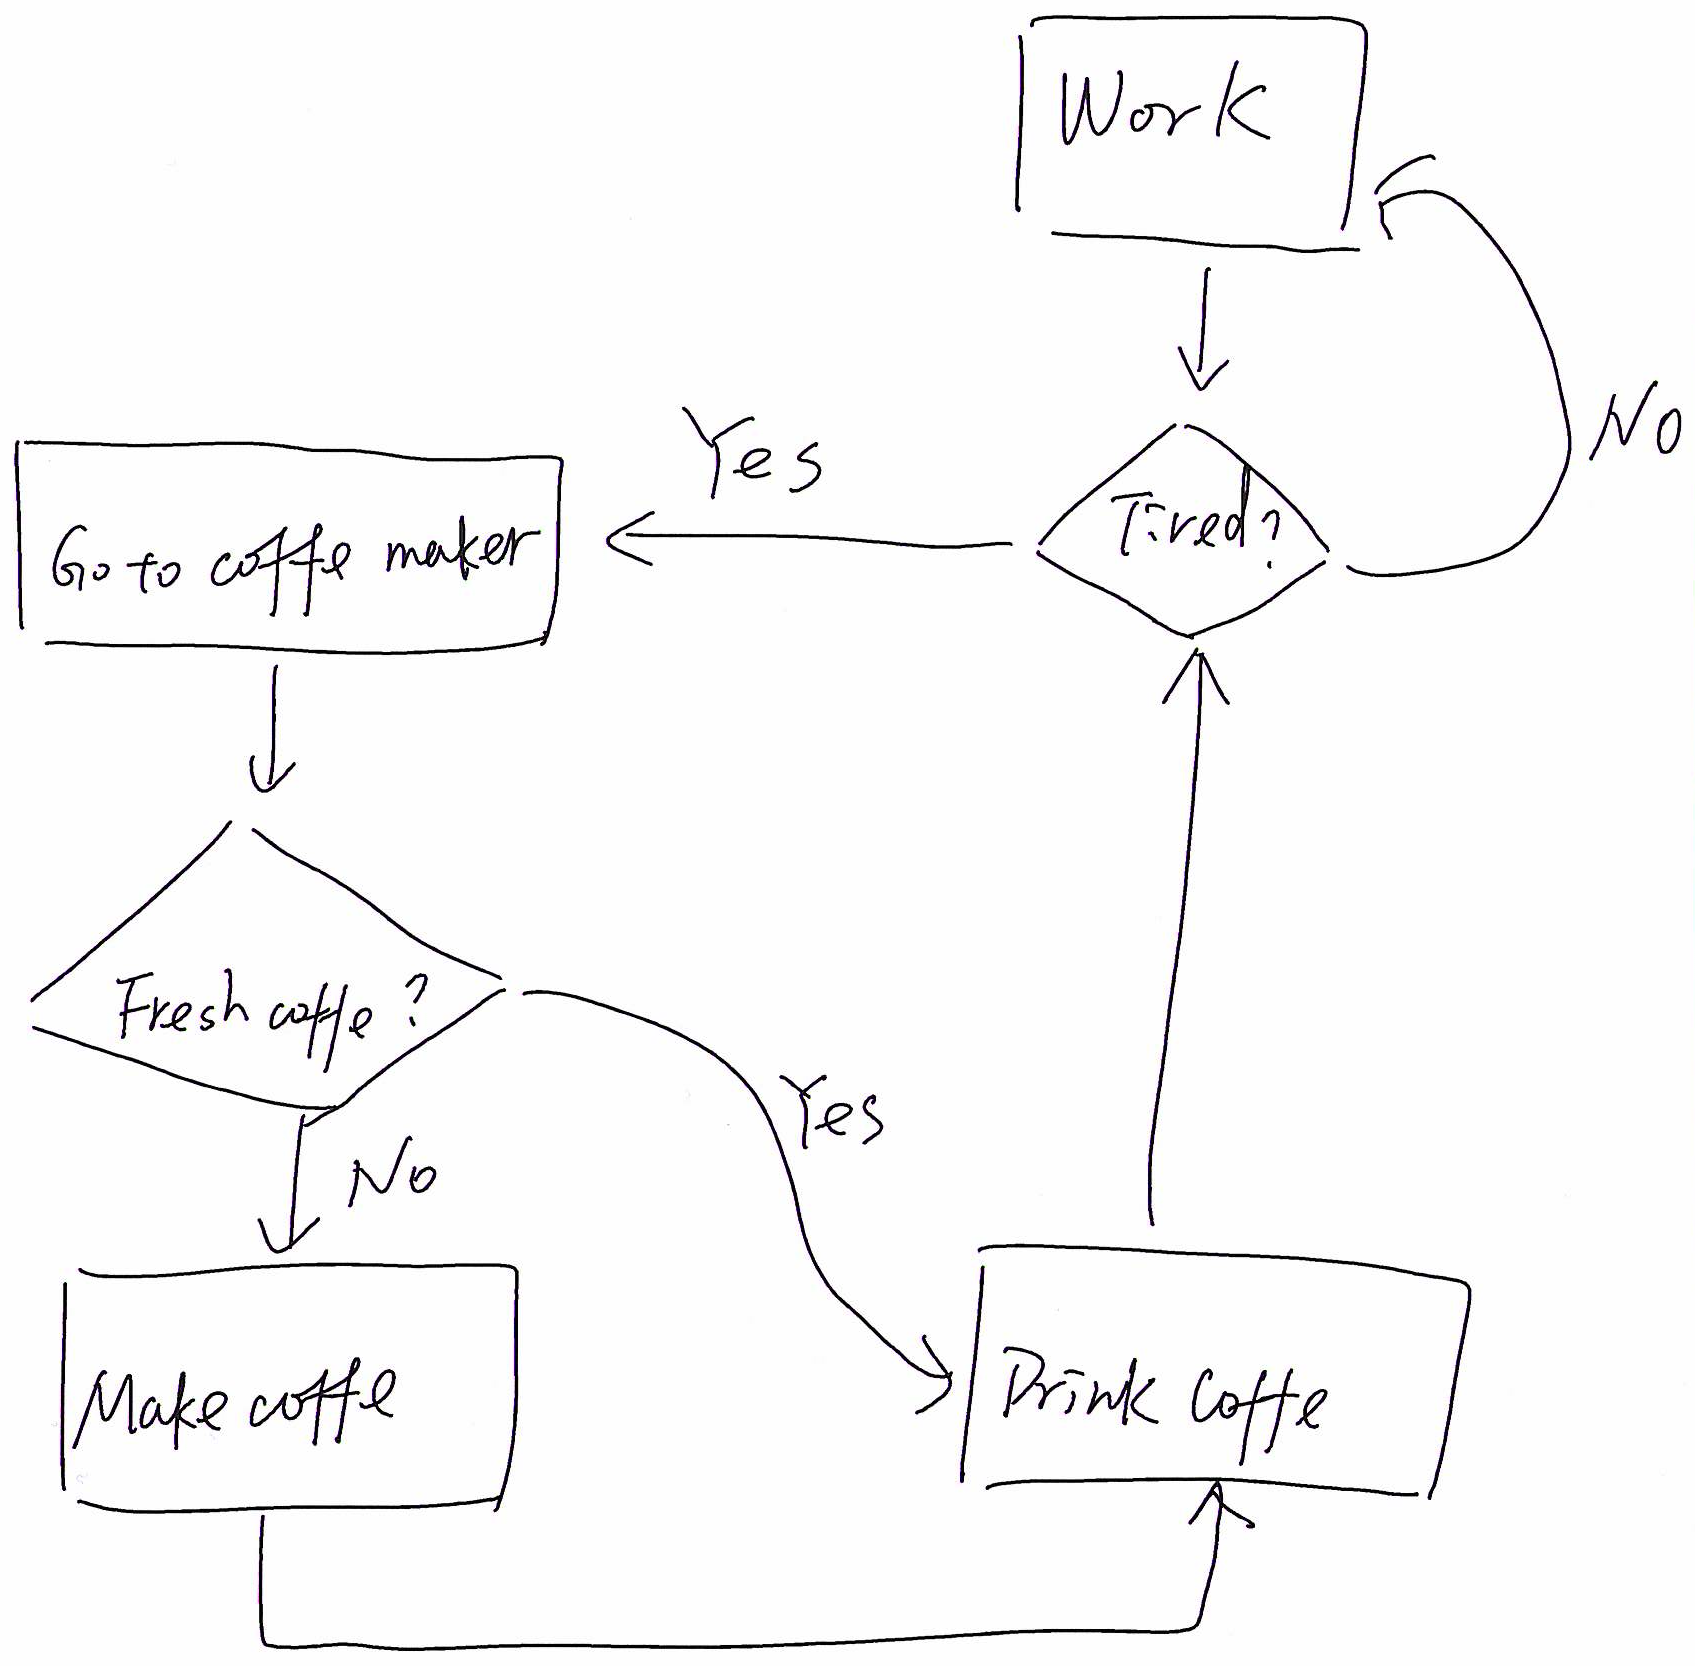 Work
No
Yes
Tired?
Go to coffe maker
Fresh coffe?
Yes
No
Make coffe
Drink Coffe